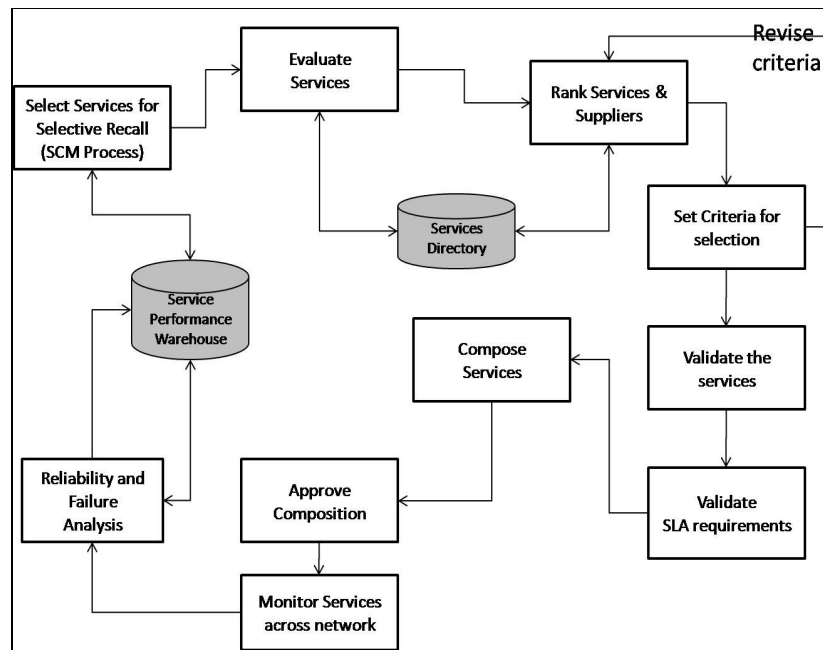 Revise
criteria
Evaluate
Services
Rank Services &
Suppliers
Select Services for
Selective Recall
(SCM Process)
Services
Directory
Set Criteria for
selection
Service
Performance
Warehouse
Compose
Services
Validate the
services
Reliability and
Failure
Analysis
Approve
Composition
Validate
SLA requirements
Monitor Services
across network